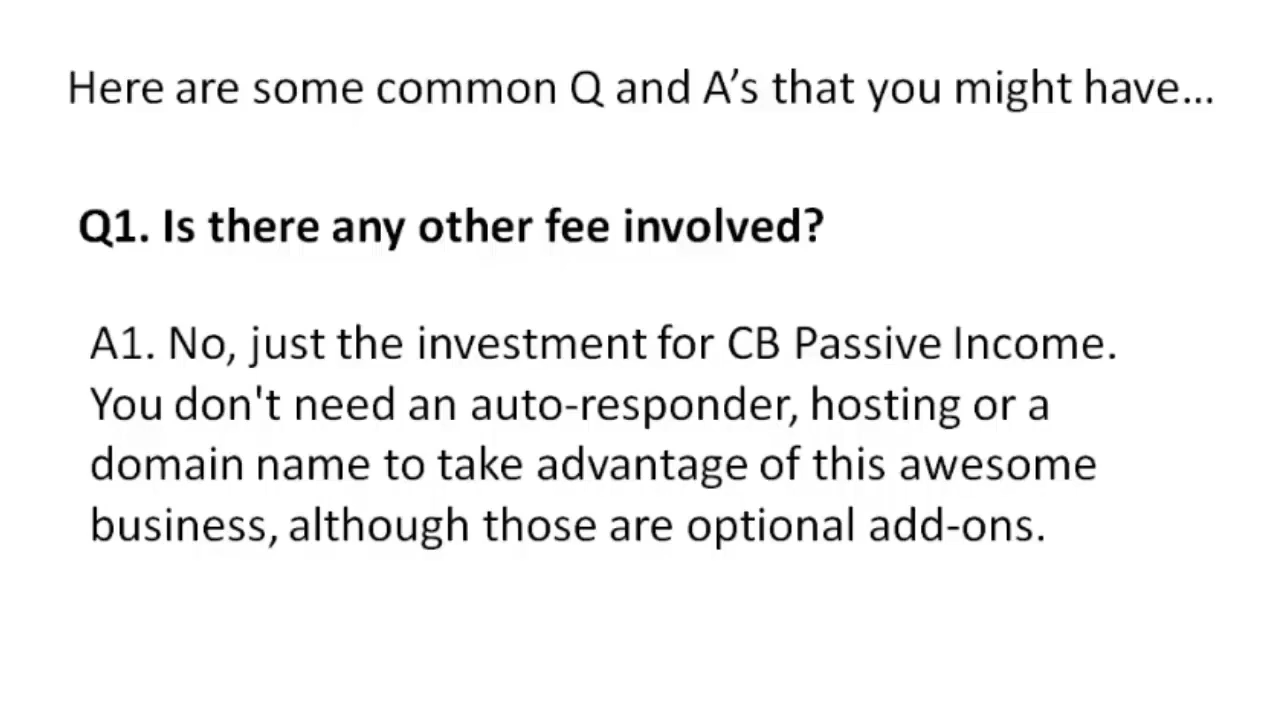 Here are some common Q and A’s that you might have…
Q1. Is there any other fee involved?
A1. No, just the investment for CB Passive Income.
You don't need an auto-responder, hosting or a
domain name to take advantage of this awesome
business, although those are optional add-ons.